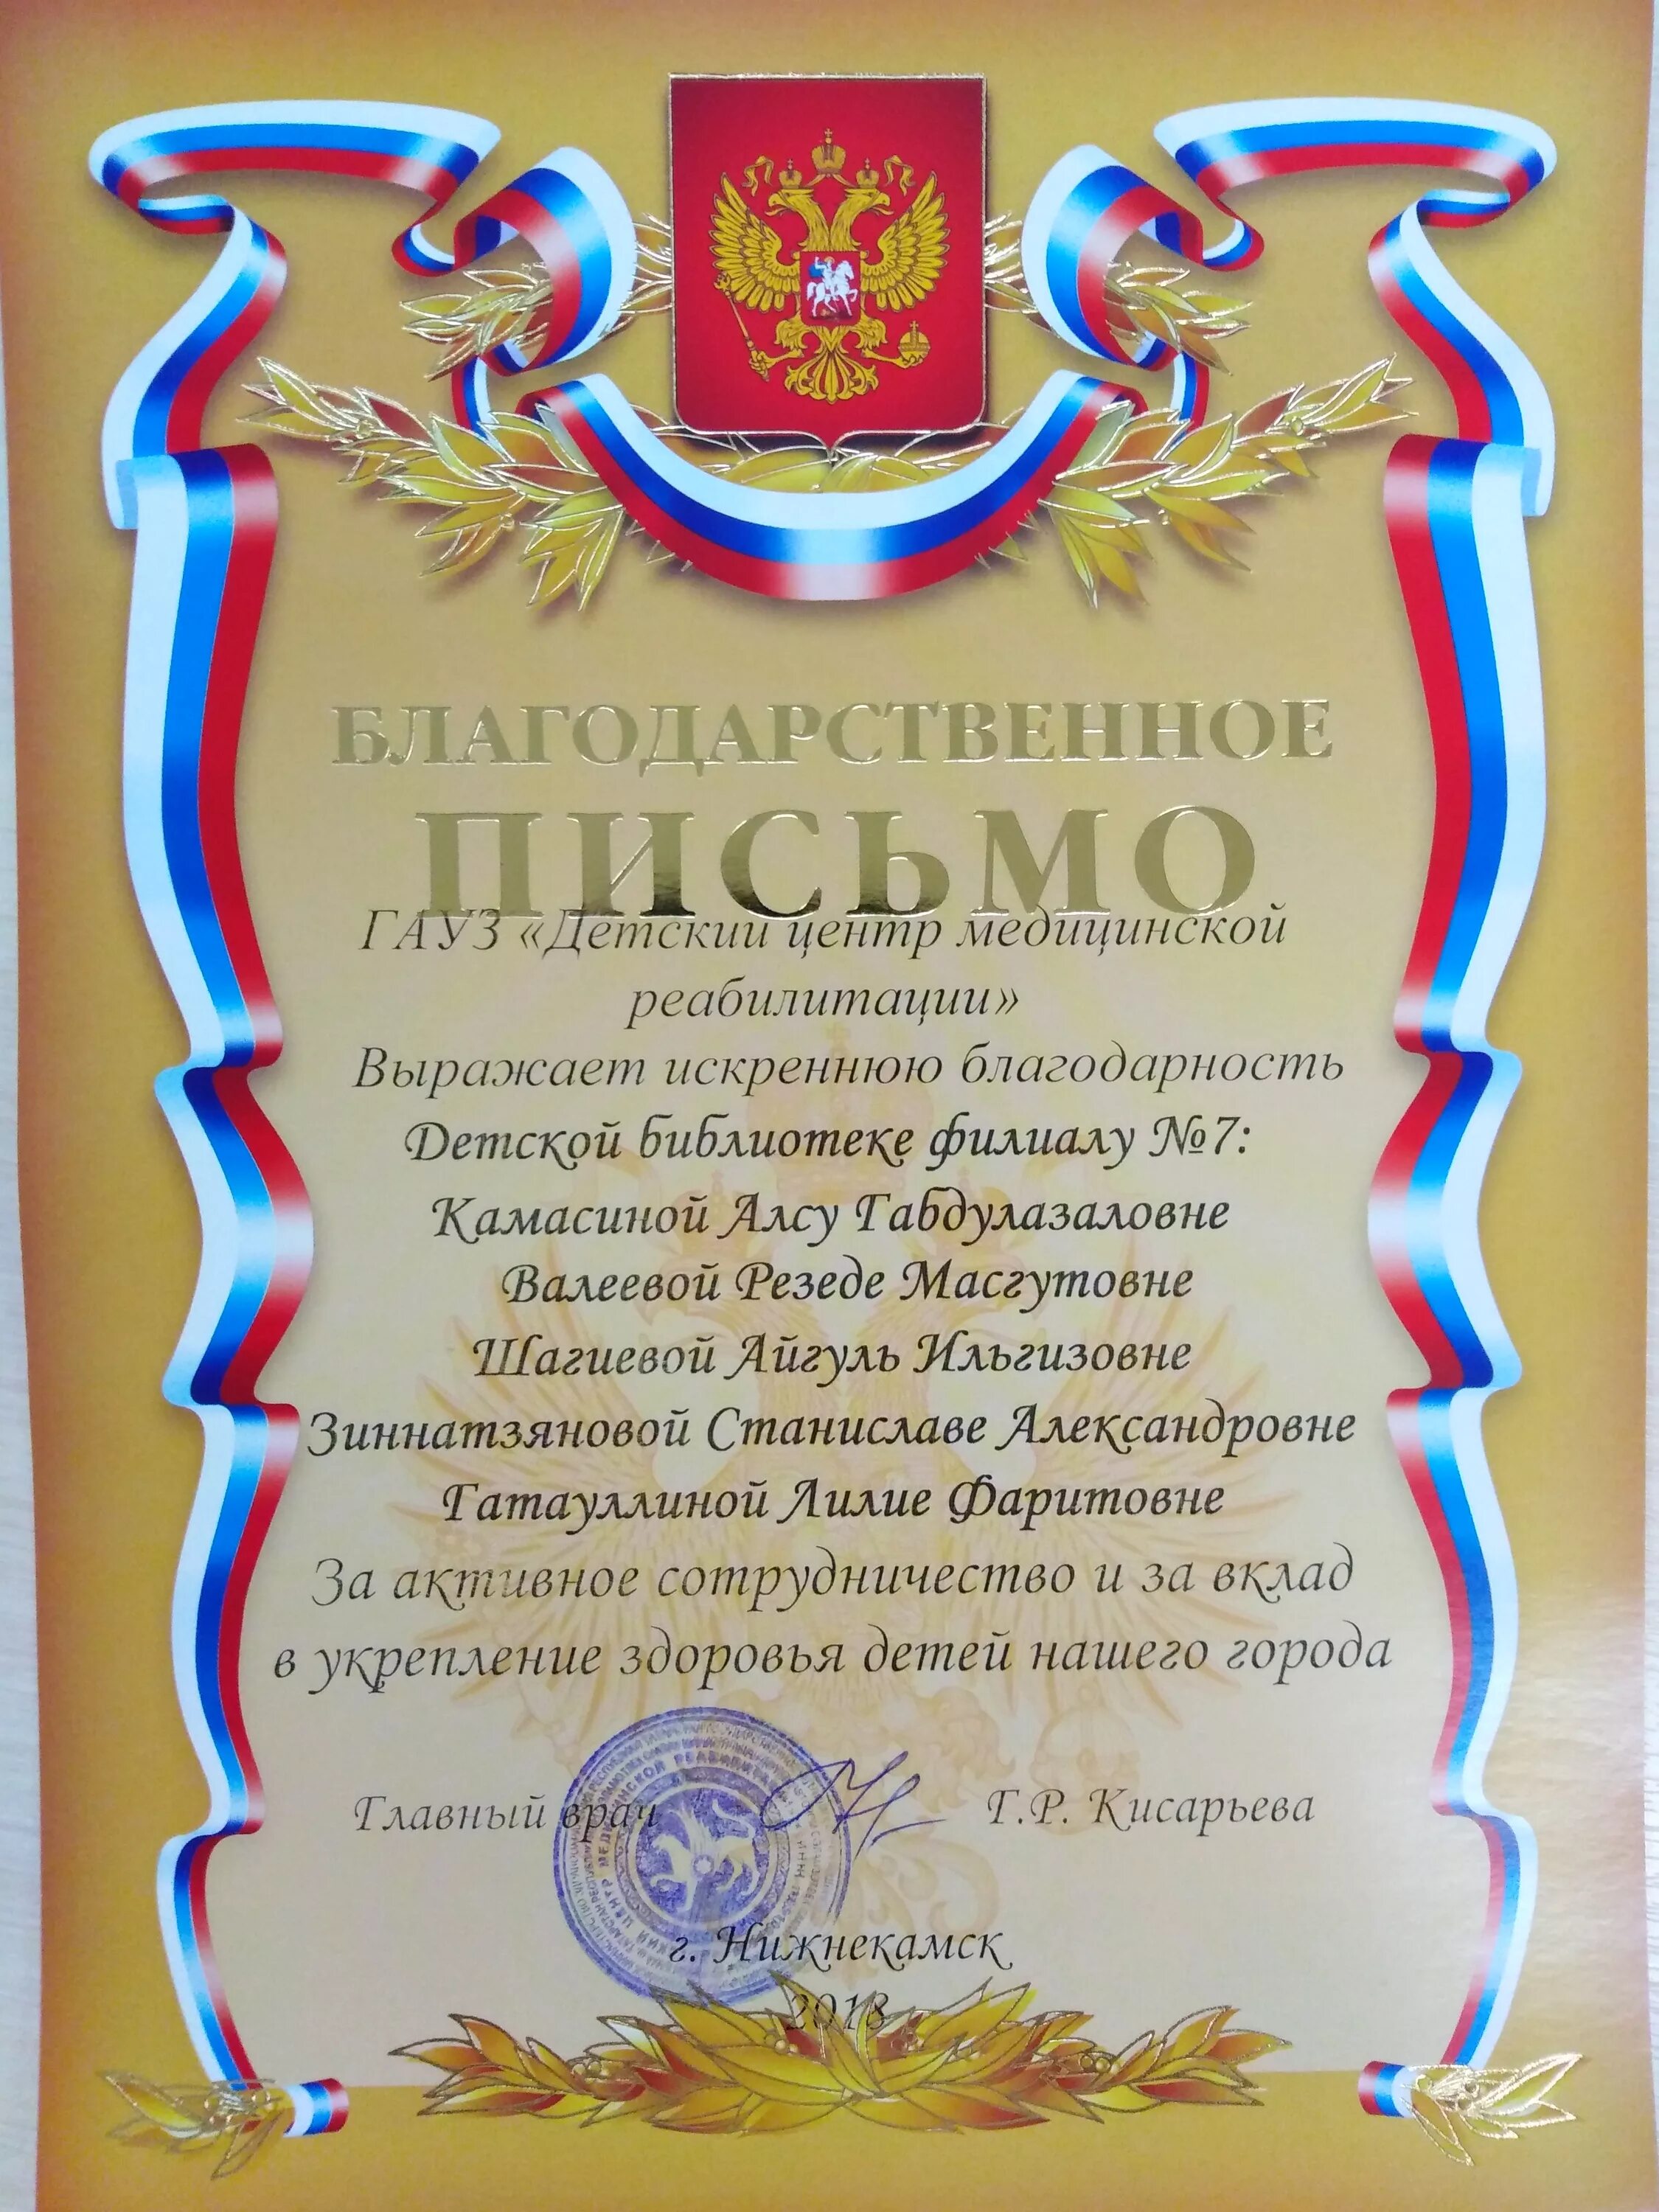 БЛАГОДАРСТВЕННОЕ
ПИСЬМО
ГАУЗ «Детский центр медицинской
реабилитации»
Выражает искреннюю благодарность
Детской библиотеке филиалу №7:
Камасиной Алсу Габдулазаловне
Валеевой Резеде Масгутовне
Шагиевой Айгуль Ильгизовне
Зиннатзяновой Станиславе Александровне
Гатауллиной Лилие Фаритовне
За активное сотрудничество и за вклад
в укрепление здоровья детей нашего города
Главный врач Г.Р. Кисарьева
г. Нижнекамск
2018